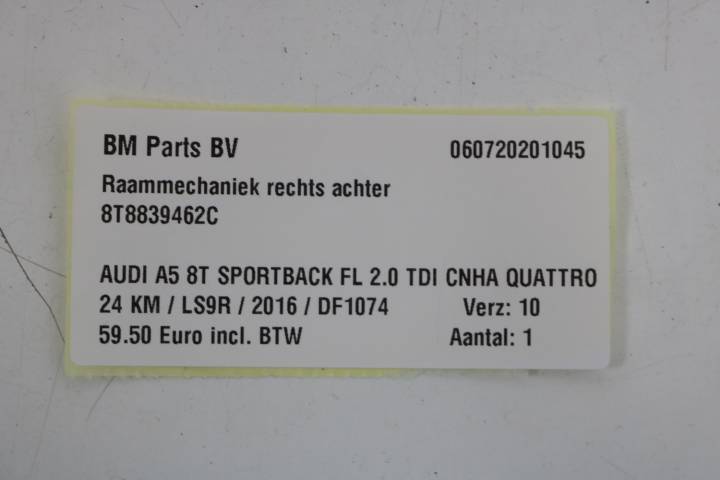 BM Parts BV 060720201045
Raammechaniek rechts achter
8T8839462C
AUDI A5 8T SPORTBACK FL 2.0 TDI CNHA QUATTRO
24 KM / LS9R / 2016 / DF1074 Verz: 10
59.50 Euro incl. BTW Aantal: 1